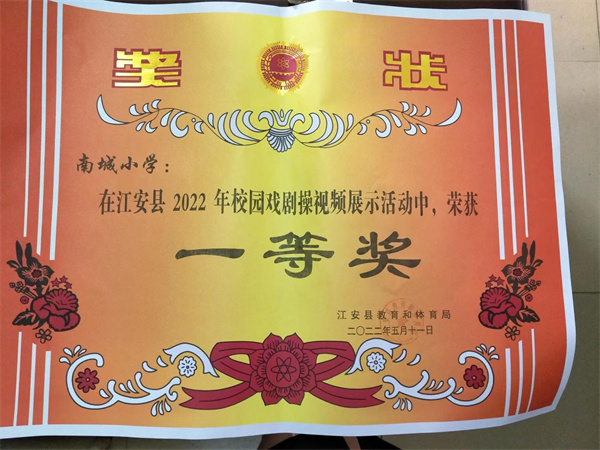 奖状
南城小学：
在江安县 2022 年校园戏剧操视频展示活动中，荣获
一等奖
江安县教育和体育局
二〇二二年五月十一日